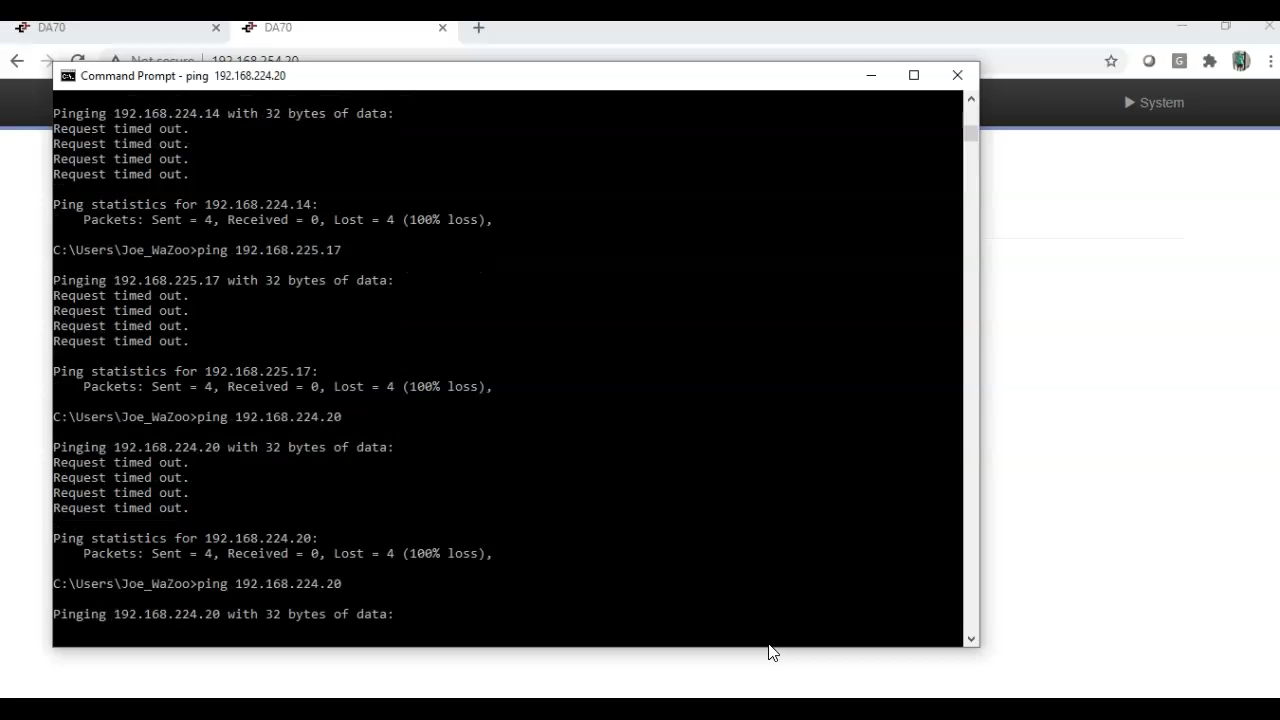 DA70
DA70
Not secure
192.168.254.20
Command Prompt - ping 192.168.224.20
G
System
Pinging 192.168.224.14 with 32 bytes of data:
Request timed out.
Request timed out.
Request timed out.
Request timed out.
Ping statistics for 192.168.224.14:
Packets: Sent = 4, Received = 0, Lost = 4 (100% loss),
C:\Users\Joe_WaZoo>ping 192.168.225.17
Pinging 192.168.225.17 with 32 bytes of data:
Request timed out.
Request timed out.
Request timed out.
Request timed out.
Ping statistics for 192.168.225.17:
Packets: Sent = 4, Received = 0, Lost = 4 (100% loss),
C:\Users\Joe_WaZoo>ping 192.168.224.20
Pinging 192.168.224.20 with 32 bytes of data:
Request timed out.
Request timed out.
Request timed out.
Request timed out.
Ping statistics for 192.168.224.20:
Packets: Sent = 4, Received = 0, Lost = 4 (100% loss),
C:\Users\Joe_WaZoo>ping 192.168.224.20
Pinging 192.168.224.20 with 32 bytes of data: